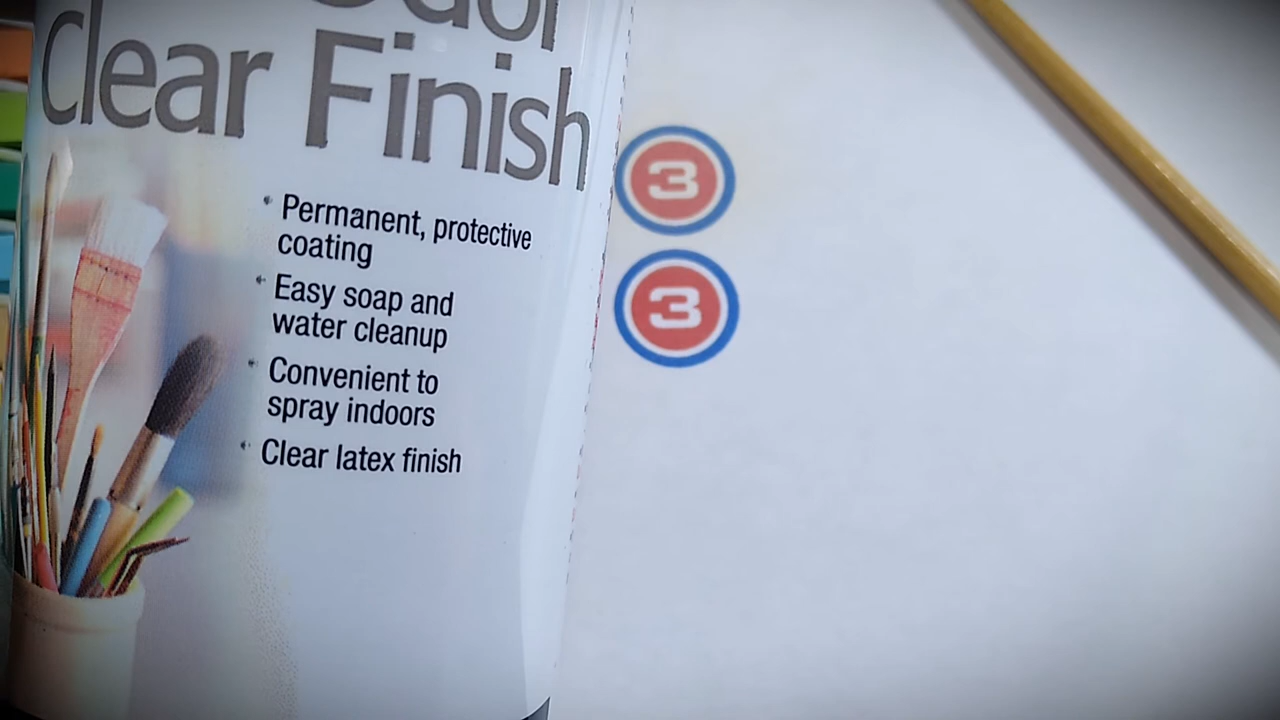 Clear Finish
Permanent, protective
coating
Easy soap and
water cleanup
Convenient to
spray indoors
Clear latex finish
3
3